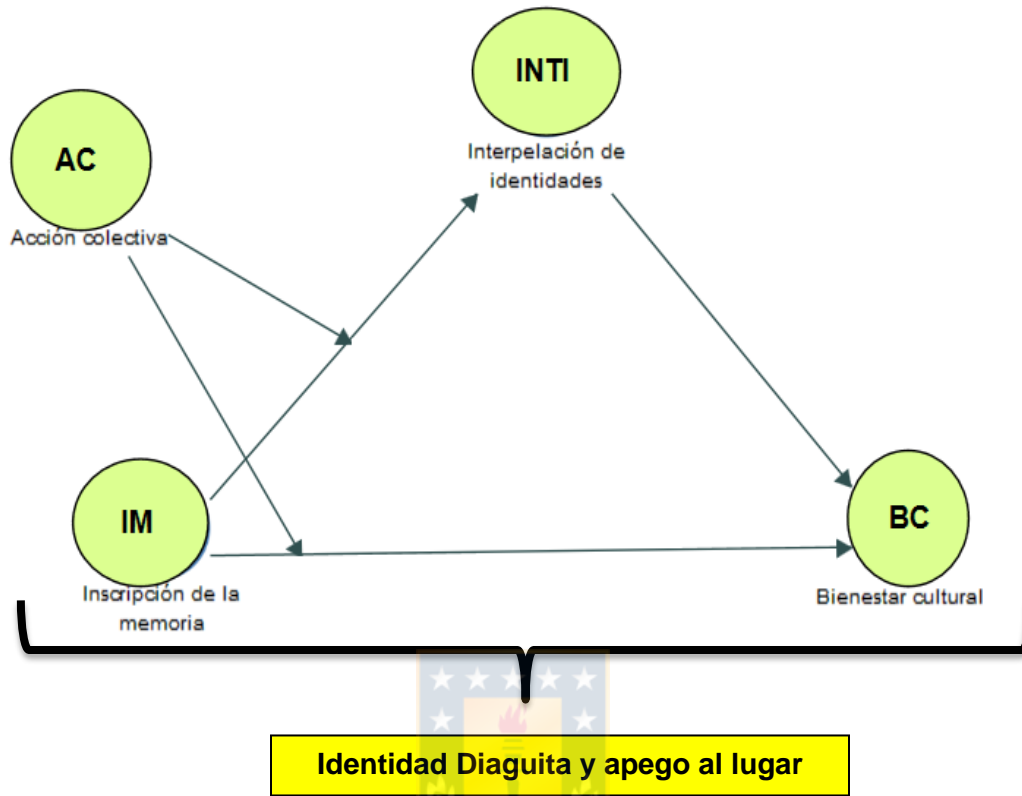 INTI
Interpelación de
identidades
AC
Acción colectiva
IM
Inscripción de la
memoria
BC
Bienestar cultural
Identidad Diaguita y apego al lugar